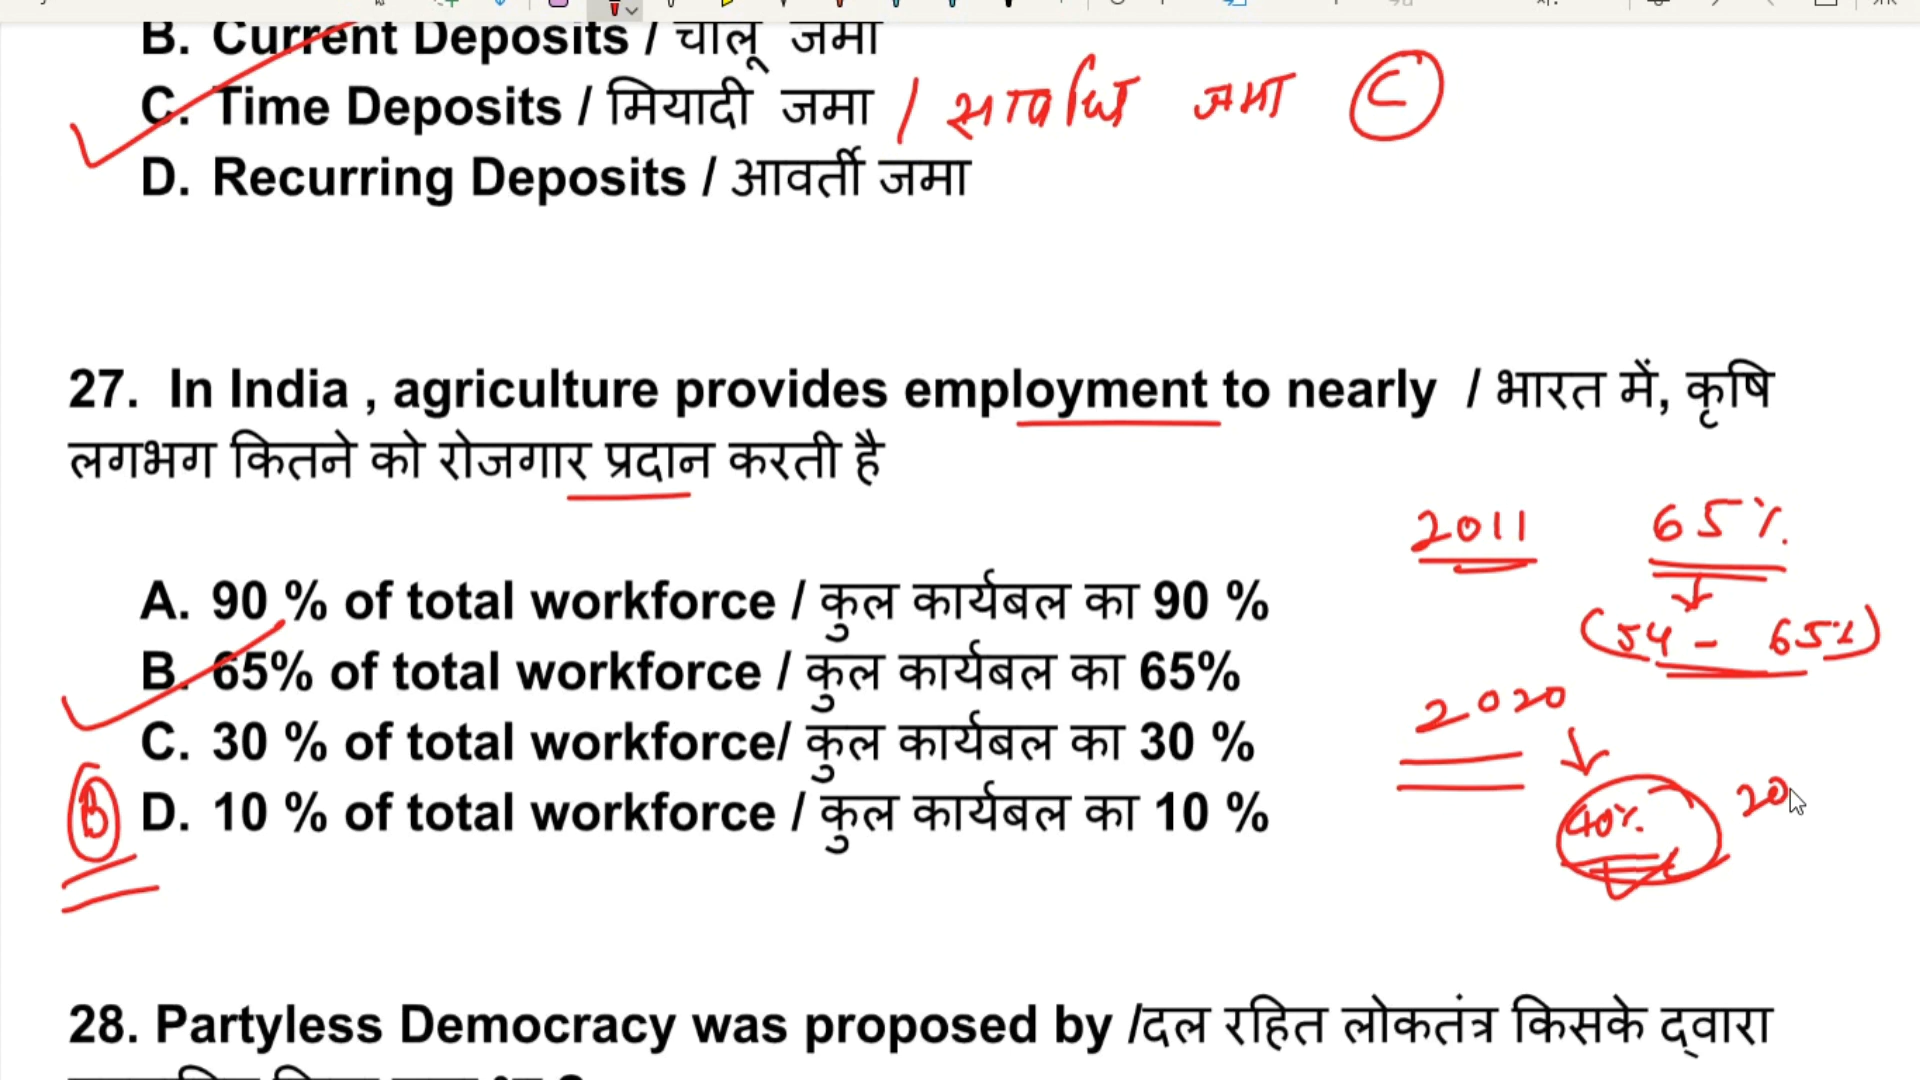 B. Current Deposits / चालू जमा
C. Time Deposits / मियादी जमा / सावधि जमा C
D. Recurring Deposits / आवर्ती जमा
27. In India , agriculture provides employment to nearly / भारत में, कृषि
लगभग कितने को रोजगार प्रदान करती है
2011 65%
A. 90 % of total workforce / कुल कार्यबल का 90 %
(54 - 65%)
B. 65% of total workforce / कुल कार्यबल का 65%
2020
C. 30 % of total workforce/ कुल कार्यबल का 30 %
B D. 10 % of total workforce / कुल कार्यबल का 10 %
40% 20
28. Partyless Democracy was proposed by /दल रहित लोकतंत्र किसके द्वारा